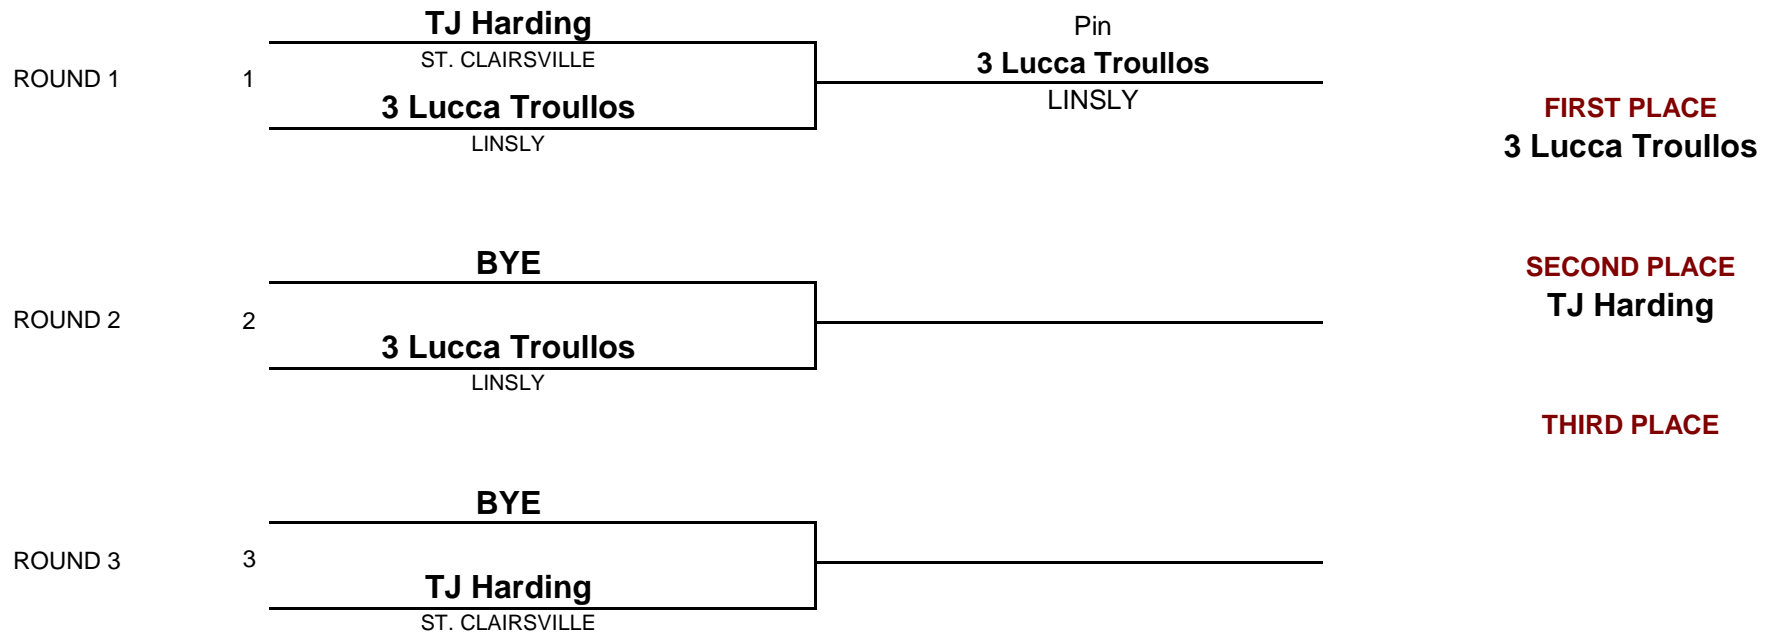 TJ Harding
ST. CLAIRSVILLE
ROUND 1
1
3 Lucca Troullos
LINSLY
Pin
3 Lucca Troullos
LINSLY
FIRST PLACE
3 Lucca Troullos
BYE
ROUND 2
2
3 Lucca Troullos
LINSLY
SECOND PLACE
TJ Harding
THIRD PLACE
BYE
ROUND 3
3
TJ Harding
ST. CLAIRSVILLE